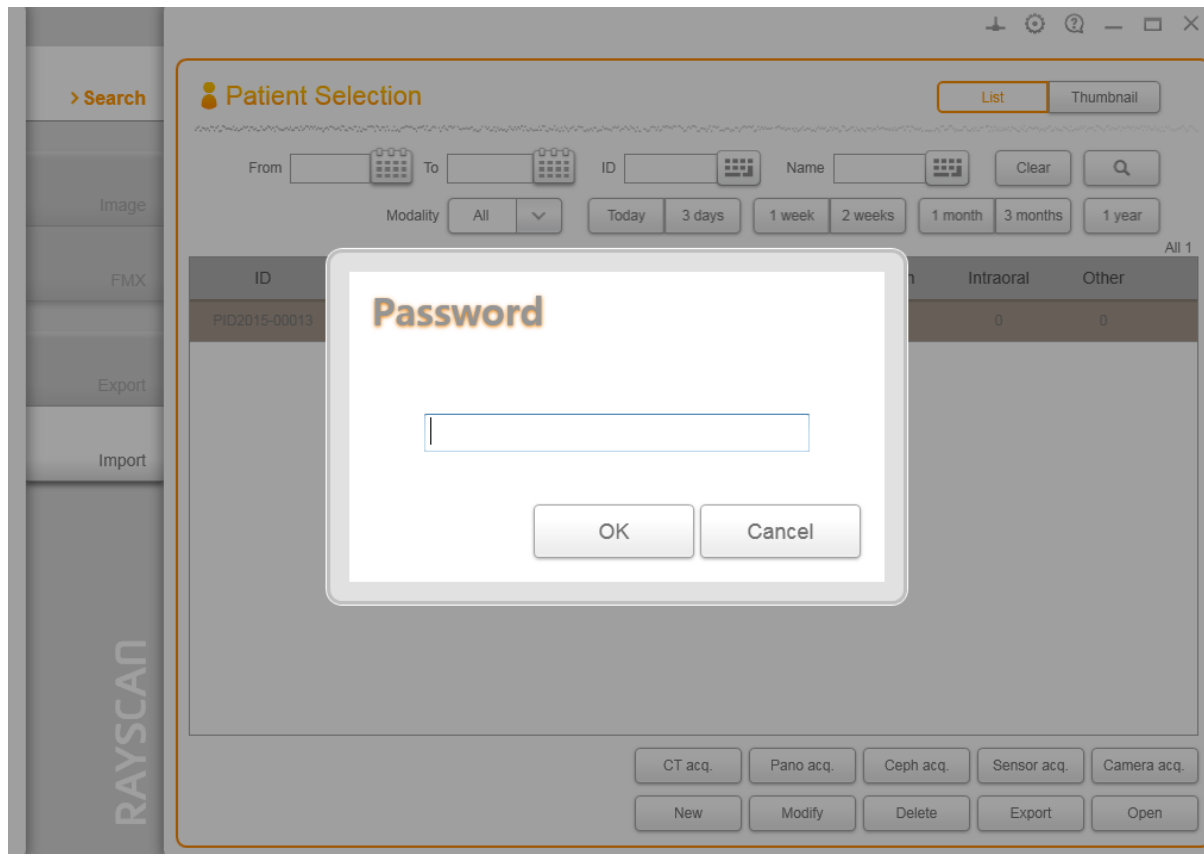 > Search
Image
FMX
Export
Import
RAYSCAN
Patient Selection
List Thumbnail
From To ID Name Clear
Modality All Today 3 days 1 week 2 weeks 1 month 3 months 1 year
All 1
ID Intraoral Other
PID2015-00013 0 0
Password
OK Cancel
CT acq. Pano acq. Ceph acq. Sensor acq. Camera acq.
New Modify Delete Export Open